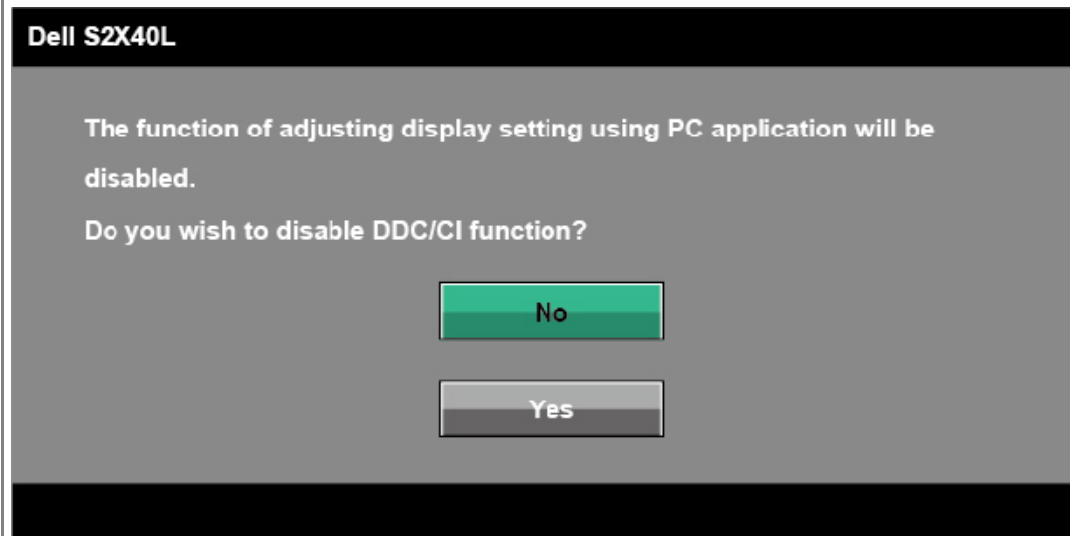 Dell S2X40L
The function of adjusting display setting using PC application will be
disabled.
Do you wish to disable DDC/CI function?
No
Yes